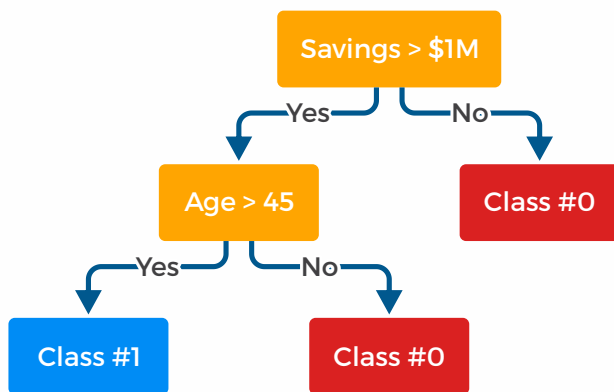 Savings > $1M
Yes
No
Age > 45
Class #0
Yes
No
Class #1
Class #0